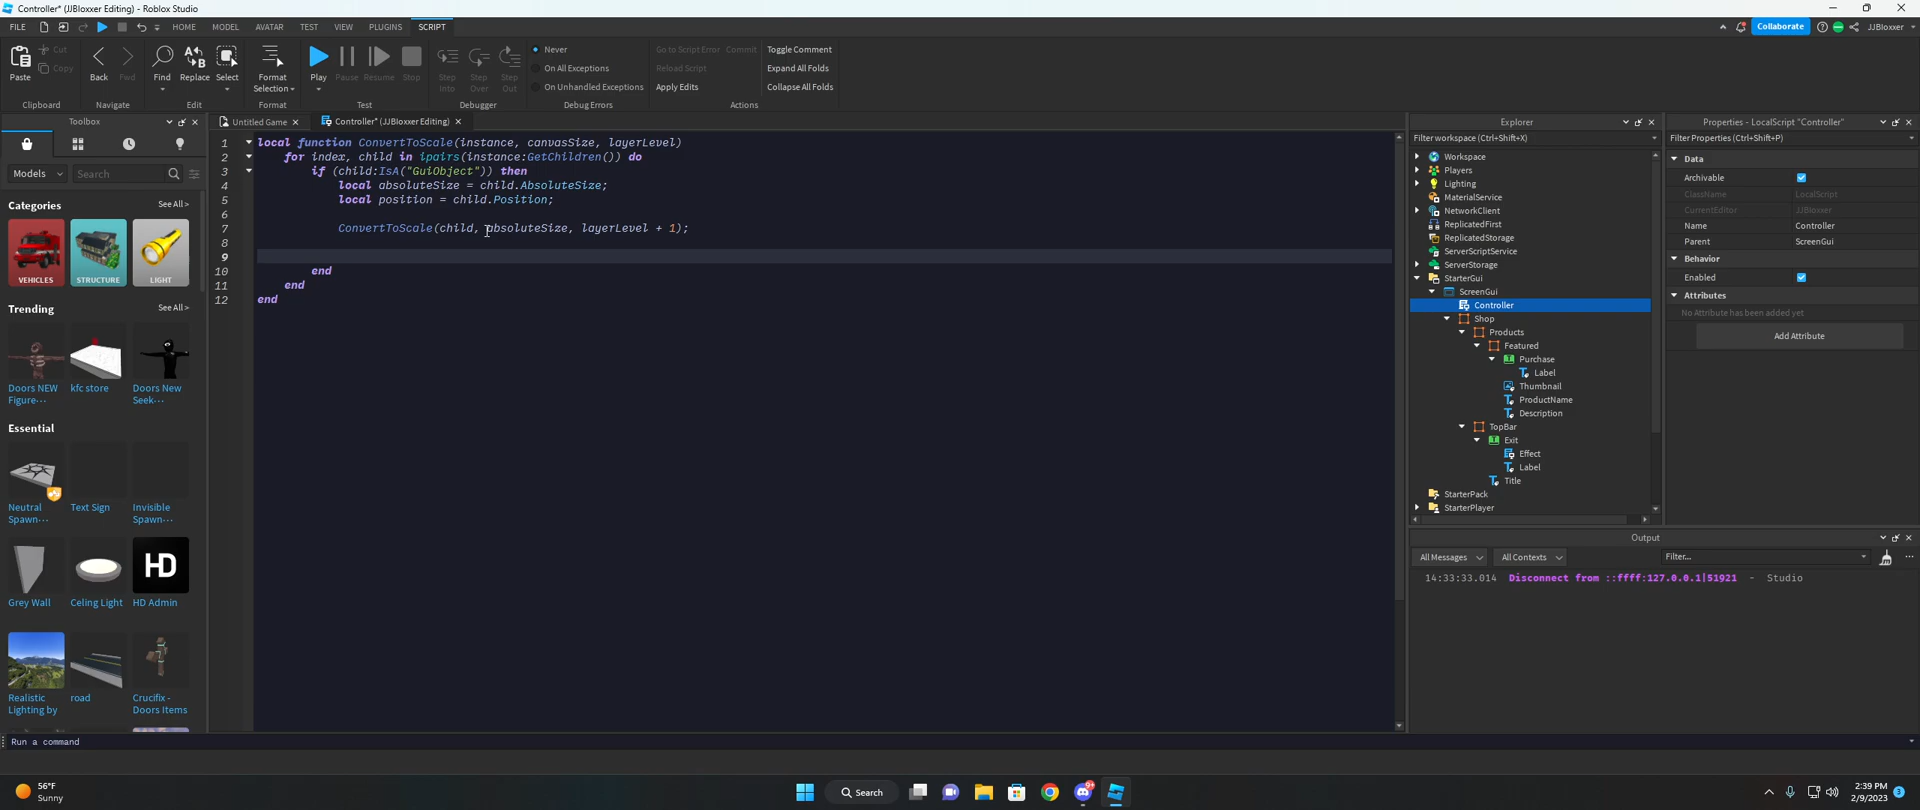 Controller* (JJBloxxer Editing) - Roblox Studio
FILE HOME MODEL AVATAR TEST VIEW PLUGINS SCRIPT Collaborate JJBloxxer
Paste Cut Copy Back Fwd Find Replace Select Format Selection Play Pause Resume Stop Step Into Step Over Step Out
Never
On All Exceptions
On Unhandled Exceptions
Go to Script Error Commit
Reload Script
Apply Edits
Toggle Comment
Expand All Folds
Collapse All Folds
Clipboard Navigate Edit Format Test Debugger Debug Errors Actions
Toolbox
Models Search
Categories See All>
VEHICLES STRUCTURE LIGHT
Trending See All>
Doors NEW Figure··· kfc store Doors New Seek···
Essential
Neutral Spawn··· Text Sign Invisible Spawn···
HD
Grey Wall Celing Light HD Admin
Realistic Lighting by road Crucifix - Doors Items
Untitled Game × Controller* (JJBloxxer Editing) ×
1 local function ConvertToScale(instance, canvasSize, layerLevel)
2 for index, child in ipairs(instance:GetChildren()) do
3 if (child:IsA("GuiObject")) then
4 local absoluteSize = child.AbsoluteSize;
5 local position = child.Position;
6
7 ConvertToScale(child, absoluteSize, layerLevel + 1);
8
9
10 end
11 end
12 end
Explorer
Filter workspace (Ctrl+Shift+X)
Workspace
Players
Lighting
MaterialService
NetworkClient
ReplicatedFirst
ReplicatedStorage
ServerScriptService
ServerStorage
StarterGui
ScreenGui
Controller
Shop
Products
Featured
Purchase
Label
Thumbnail
ProductName
Description
TopBar
Exit
Effect
Label
Title
StarterPack
StarterPlayer
Properties - LocalScript "Controller"
Filter Properties (Ctrl+Shift+P)
Data
Archivable
ClassName LocalScript
CurrentEditor JJBloxxer
Name Controller
Parent ScreenGui
Behavior
Enabled
Attributes
No Attribute has been added yet
Add Attribute
Output
All Messages All Contexts Filter...
14:33:33.014 Disconnect from ::ffff:127.0.0.1|51921 - Studio
Run a command
56°F
Sunny
Search
2:39 PM
2/9/2023
3